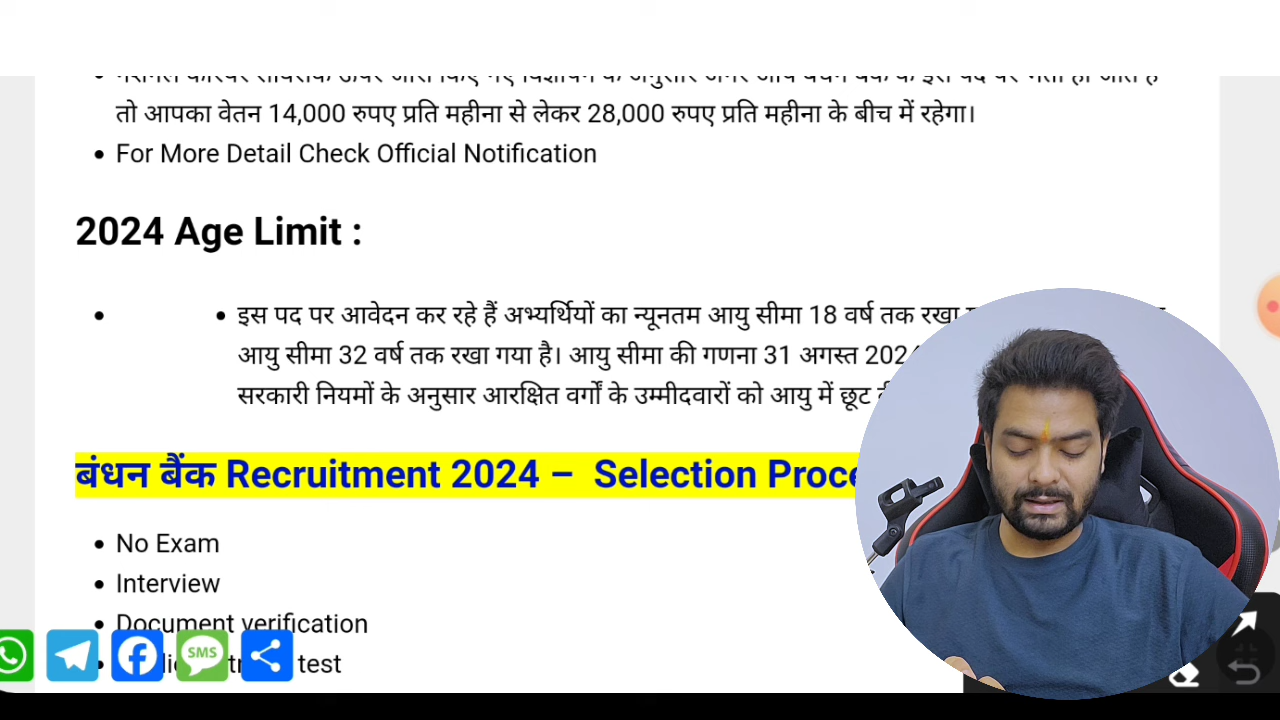 तो आपका वेतन 14,000 रुपए प्रति महीना से लेकर 28,000 रुपए प्रति महीना के बीच में रहेगा।
• For More Detail Check Official Notification
2024 Age Limit :
• इस पद पर आवेदन कर रहे हैं अभ्यर्थियों का न्यूनतम आयु सीमा 18 वर्ष तक रखा
आयु सीमा 32 वर्ष तक रखा गया है। आयु सीमा की गणना 31 अगस्त 2024
सरकारी नियमों के अनुसार आरक्षित वर्गों के उम्मीदवारों को आयु में छूट
बंधन बैंक Recruitment 2024 – Selection
• No Exam
• Interview
• Document verification
test
SMS